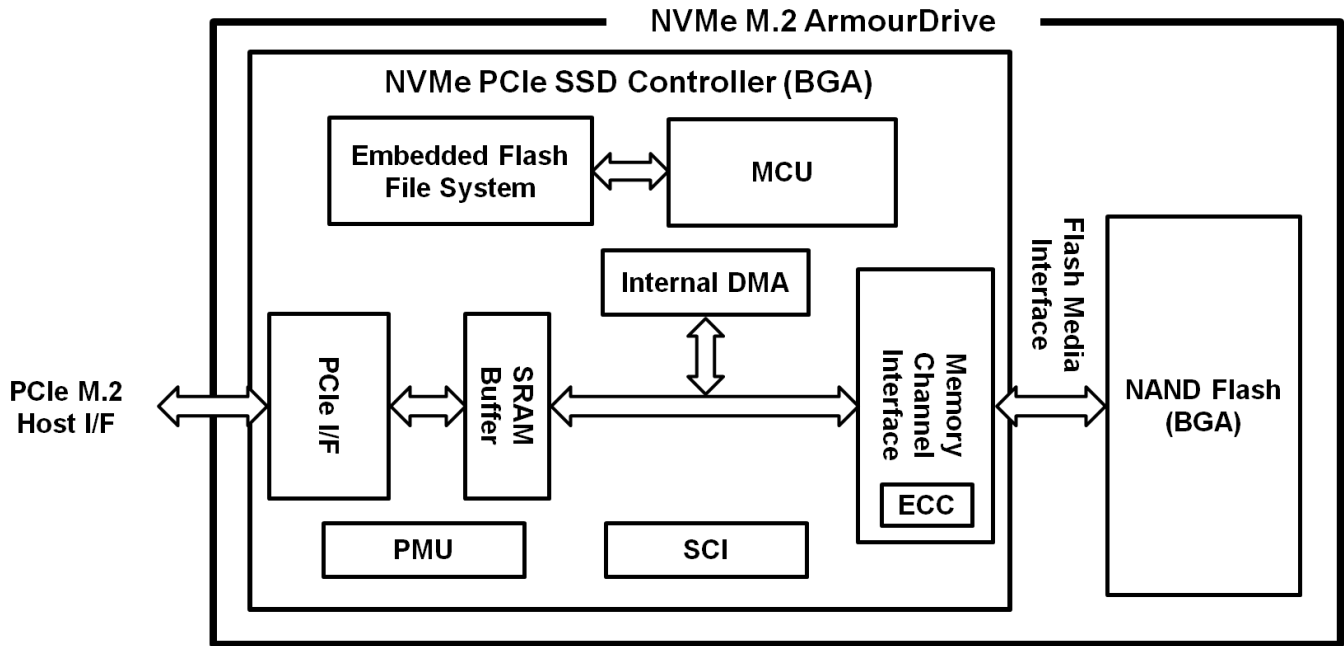 NVMe M.2 ArmourDrive
NVMe PCIe SSD Controller (BGA)
Embedded Flash
File System
MCU
Internal DMA
PCIe M.2
Host I/F
PCIe I/F
SRAM
Buffer
Memory
Channel
Interface
ECC
Flash Media
Interface
NAND Flash
(BGA)
PMU
SCI